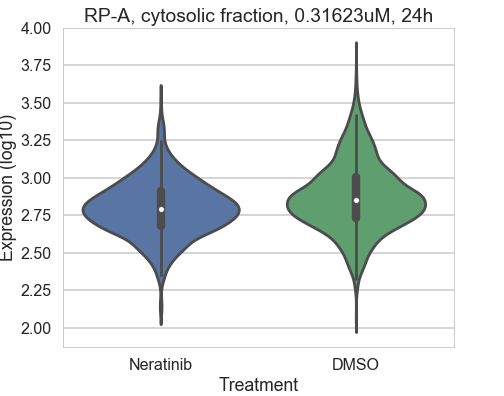 RP-A, cytosolic fraction, 0.31623uM, 24h
Expression (log10)
4.00
3.75
3.50
3.25
3.00
2.75
2.50
2.25
2.00
Neratinib DMSO
Treatment